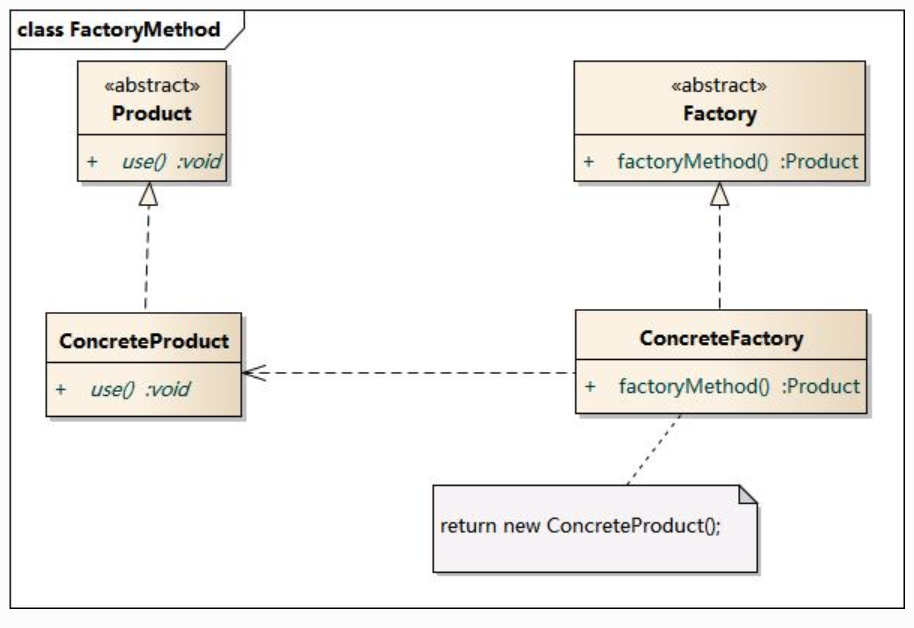 class FactoryMethod
«abstract»
Product
+ use() :void
«abstract»
Factory
+ factoryMethod() :Product
ConcreteProduct
+ use() :void
ConcreteFactory
+ factoryMethod() :Product
return new ConcreteProduct();